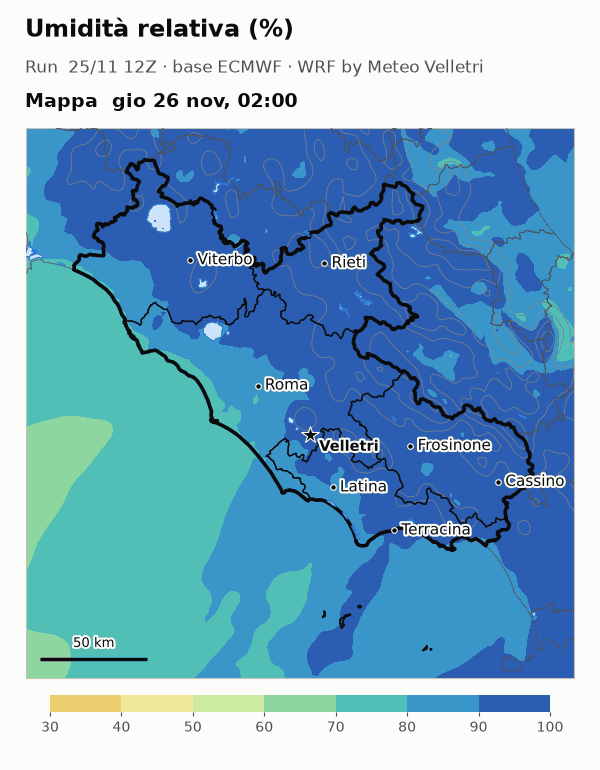 Umidità relativa (%)
Run  25/11 12Z · base ECMWF · WRF by Meteo Velletri
Mappa  gio 26 nov, 02:00
Viterbo
Rieti
Roma
Velletri
Frosinone
Cassino
Latina
Terracina
50 km
30 40 50 60 70 80 90 100